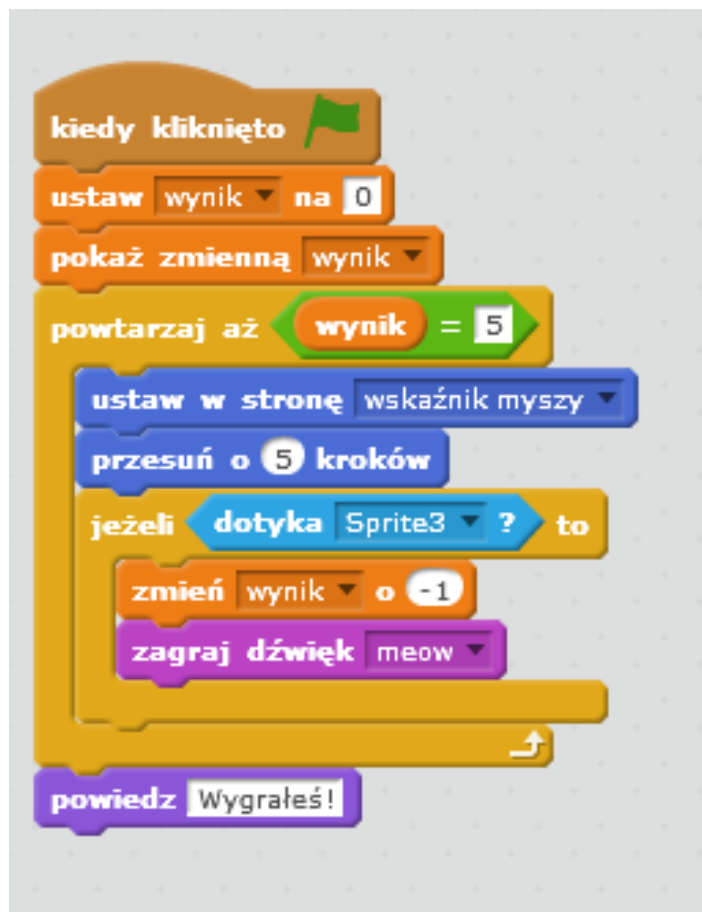 kiedy kliknięto
ustaw wynik na 0
pokaż zmienną wynik
powtarzaj aż wynik = 5
ustaw w stronę wskaźnik myszy
przesuń o 5 kroków
jeżeli dotyka Sprite3 ? to
zmień wynik o -1
zagraj dźwięk meow
powiedz Wygrałeś!